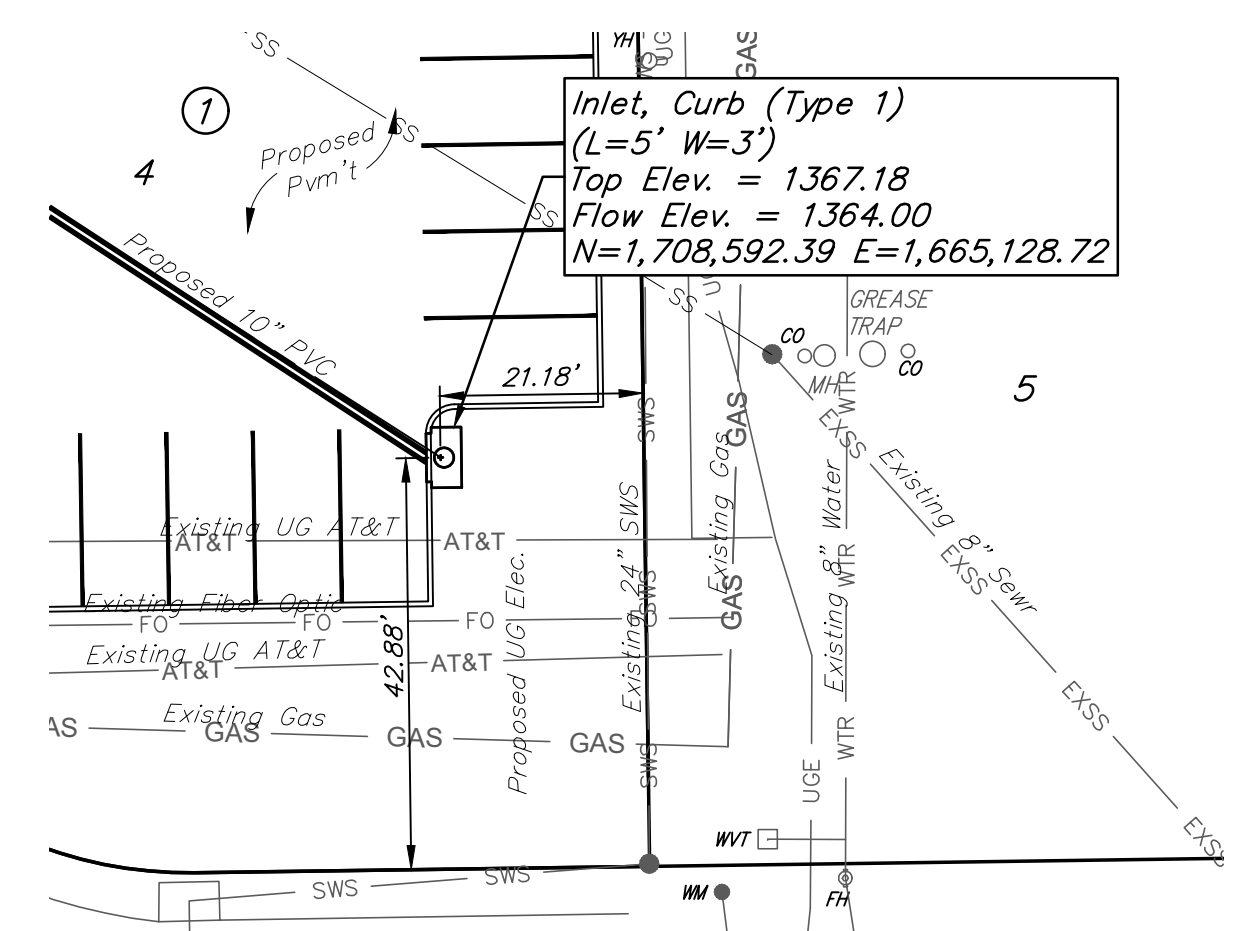 SS
YH
UG
GAS
SWS
1
SS
Proposed
Pvm't
4
Inlet, Curb (Type 1)
(L=5' W=3')
Top Elev. = 1367.18
Flow Elev. = 1364.00
N=1,708,592.39 E=1,665,128.72
SS
Proposed 10" PVC
SS
UGE
GREASE
TRAP
CO
CO
MH
WTR
5
21.18'
SWS
GAS
EXSS
Existing Gas
Existing 8" Water
Existing 8" Sewr
Existing UG AT&T
AT&T
AT&T
Proposed UG Elec.
Existing 24" SWS
SWS
GAS
WTR
EXSS
Existing Fiber Optic
FO
FO
FO
Existing UG AT&T
AT&T
AT&T
42.88'
EXSS
Existing Gas
GAS
GAS
GAS
GAS
SWS
UGE
WTR
WVT
EXSS
SWS
SWS
WM
FH